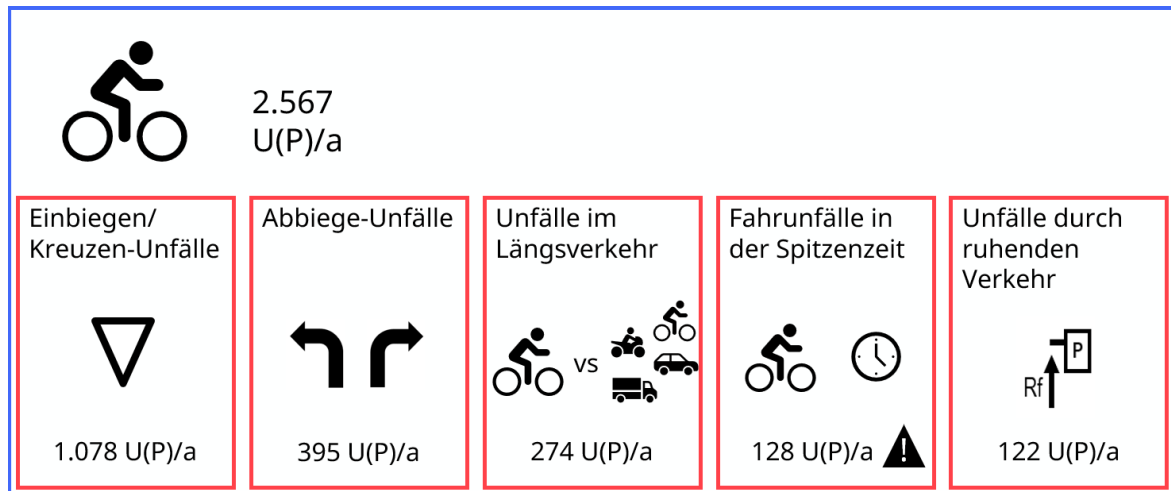 2.567
U(P)/a
Einbiegen/
Kreuzen-Unfälle
1.078 U(P)/a
Abbiege-Unfälle
395 U(P)/a
Unfälle im
Längsverkehr
vs
274 U(P)/a
Fahrunfälle in
der Spitzenzeit
128 U(P)/a
!
Unfälle durch
ruhenden
Verkehr
P
Rf
122 U(P)/a